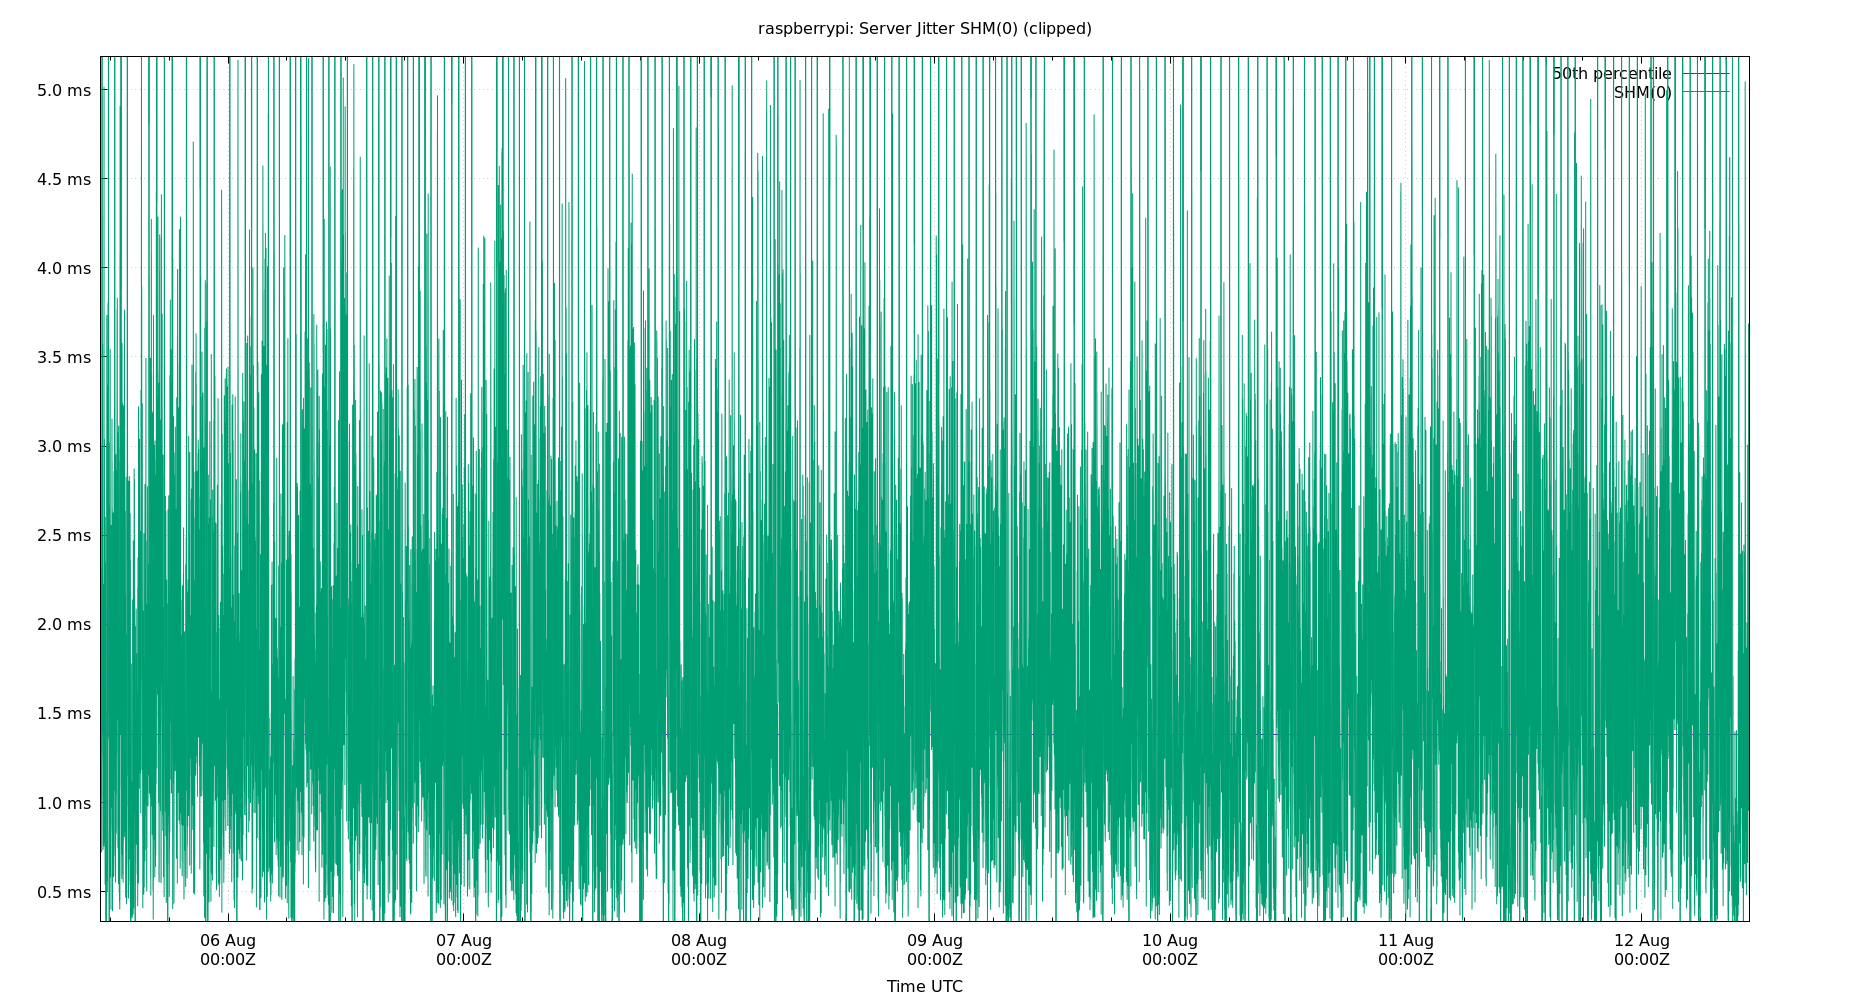 raspberrypi: Server Jitter SHM(0) (clipped)
50th percentile
SHM(0)
5.0 ms
4.5 ms
4.0 ms
3.5 ms
3.0 ms
2.5 ms
2.0 ms
1.5 ms
1.0 ms
0.5 ms
06 Aug 07 Aug 08 Aug 09 Aug 10 Aug 11 Aug 12 Aug
00:00Z 00:00Z 00:00Z 00:00Z 00:00Z 00:00Z 00:00Z
Time UTC